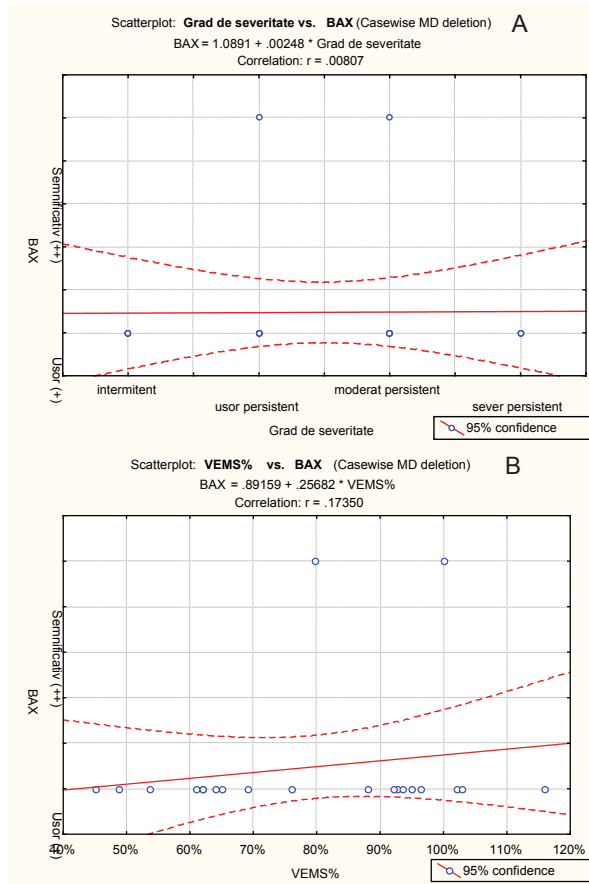 Scatterplot: Grad de severitate vs. BAX (Casewise MD deletion)
A
BAX = 1.0891 + .00248 * Grad de severitate
Correlation: r = .00807
Semnificativ (++)
BAX
Usor (+)
intermitent
moderat persistent
usor persistent
sever persistent
Grad de severitate
95% confidence
Scatterplot: VEMS% vs. BAX (Casewise MD deletion)
B
BAX = .89159 + .25682 * VEMS%
Correlation: r = .17350
Semnificativ (++)
BAX
Usor (+)
40% 50% 60% 70% 80% 90% 100% 110% 120%
VEMS%
95% confidence